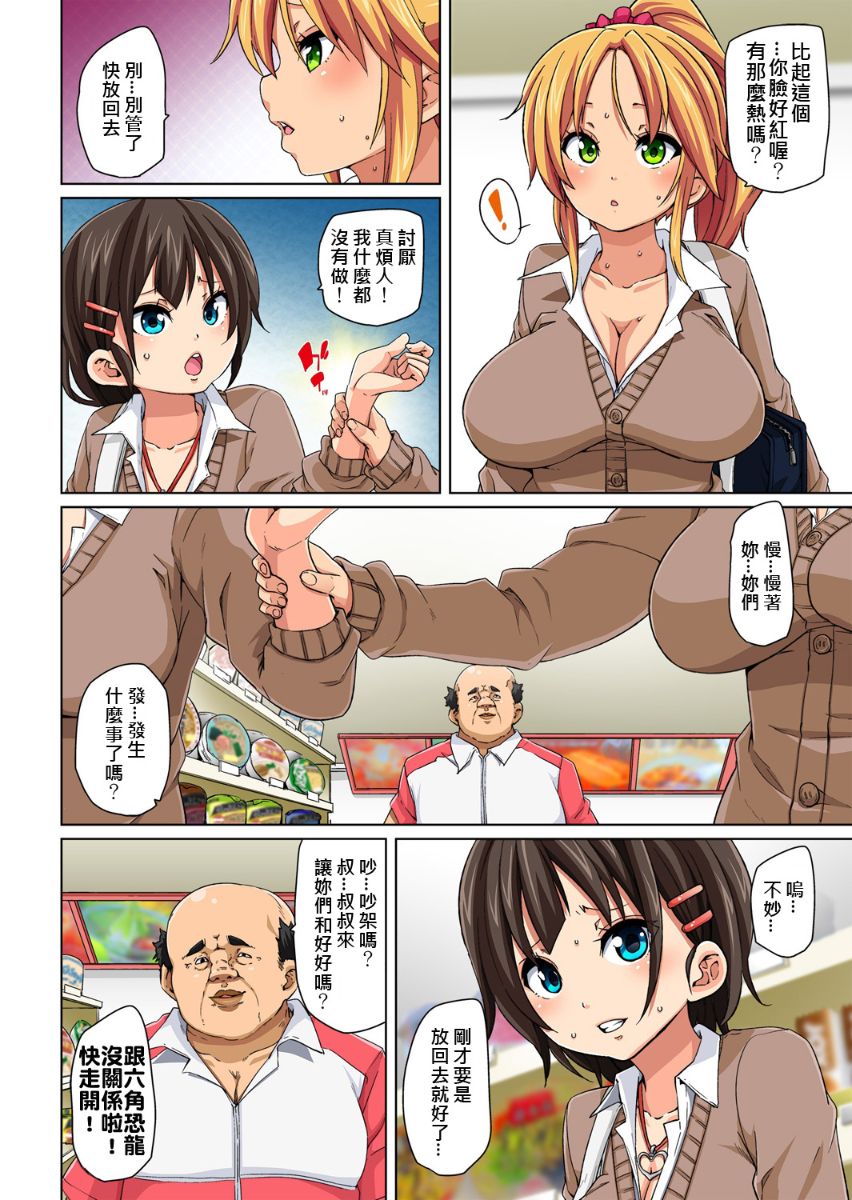 比起這個
…你臉好紅喔？
有那麼熱嗎？
！
別…別管了
快放回去
討厭
真煩人！
我什麼都
沒有做！
グイッ
慢…慢著
妳…妳們
發…發生
什麼事了嗎？
嗚…
不妙…
剛才要是
放回去就好了…
吵…吵架嗎？
叔…叔叔來
讓妳們和好好嗎？
跟六角恐龍
沒關係啦！
快走開！